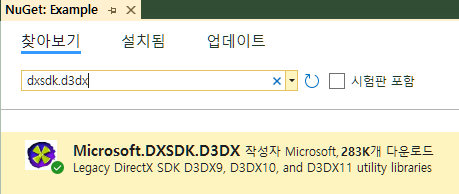 NuGet: Example
찾아보기 설치됨 업데이트
dxsdk.d3dx 시험판 포함
Microsoft.DXSDK.D3DX 작성자 Microsoft, 283K개 다운로드
Legacy DirectX SDK D3DX9, D3DX10, and D3DX11 utility libraries